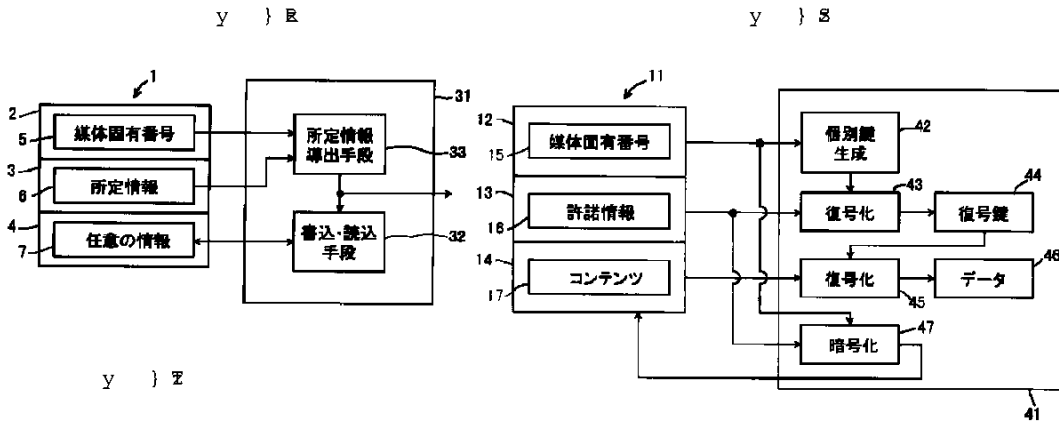 y } R
y } S
1
2
5
媒体固有番号
3
6
所定情報
4
7
任意の情報
31
所定情報
導出手段
33
書込・読込
手段
32
11
12
15
媒体固有番号
13
16
許諾情報
14
17
コンテンツ
個別鍵
生成
42
43
復号化
44
復号鍵
復号化
45
46
データ
47
暗号化
41
y } T